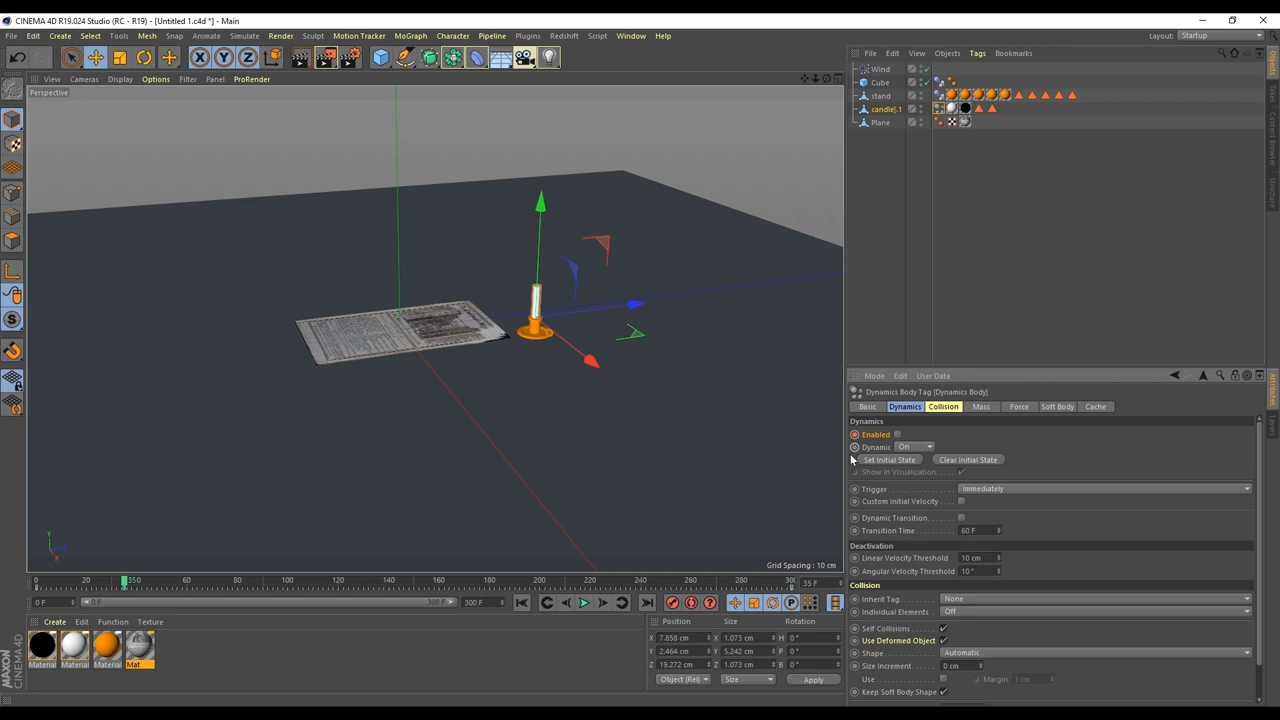 CINEMA 4D R19.024 Studio (RC - R19) - [Untitled 1.c4d *] - Main
File Edit Create Select Tools Mesh Snap Animate Simulate Render Sculpt Motion Tracker MoGraph Character Pipeline Plugins Redshift Script Window Help
Layout: Startup
X Y Z
File Edit View Objects Tags Bookmarks
View Cameras Display Options Filter Panel ProRender
Perspective
Wind
Cube
stand
candle|.1
Plane
Objects
Takes
Content Browser
Structure
Mode Edit User Data
Attributes
Layers
Dynamics Body Tag [Dynamics Body]
Basic Dynamics Collision Mass Force Soft Body Cache
Dynamics
Enabled
Dynamic On
Set Initial State Clear Initial State
Show in Visualization
Trigger Immediately
Custom Initial Velocity
Dynamic Transition
Transition Time 60 F
Deactivation
Linear Velocity Threshold 10 cm
Angular Velocity Threshold 10 °
Collision
Inherit Tag None
Individual Elements Off
Self Collisions
Use Deformed Object
Shape Automatic
Size Increment 0 cm
Use Margin 1 cm
Keep Soft Body Shape
Y
Z
X
Grid Spacing : 10 cm
0 20 350 60 80 100 120 140 160 180 200 220 240 260 280 300 35 F
0 F 0 F 300 F 300 F
Create Edit Function Texture
Material Material Material Mat
Position Size Rotation
X 7.858 cm X 1.073 cm H 0 °
Y 2.464 cm Y 5.242 cm P 0 °
Z 19.272 cm Z 1.073 cm B 0 °
Object (Rel) Size Apply
MAXON
CINEMA 4D